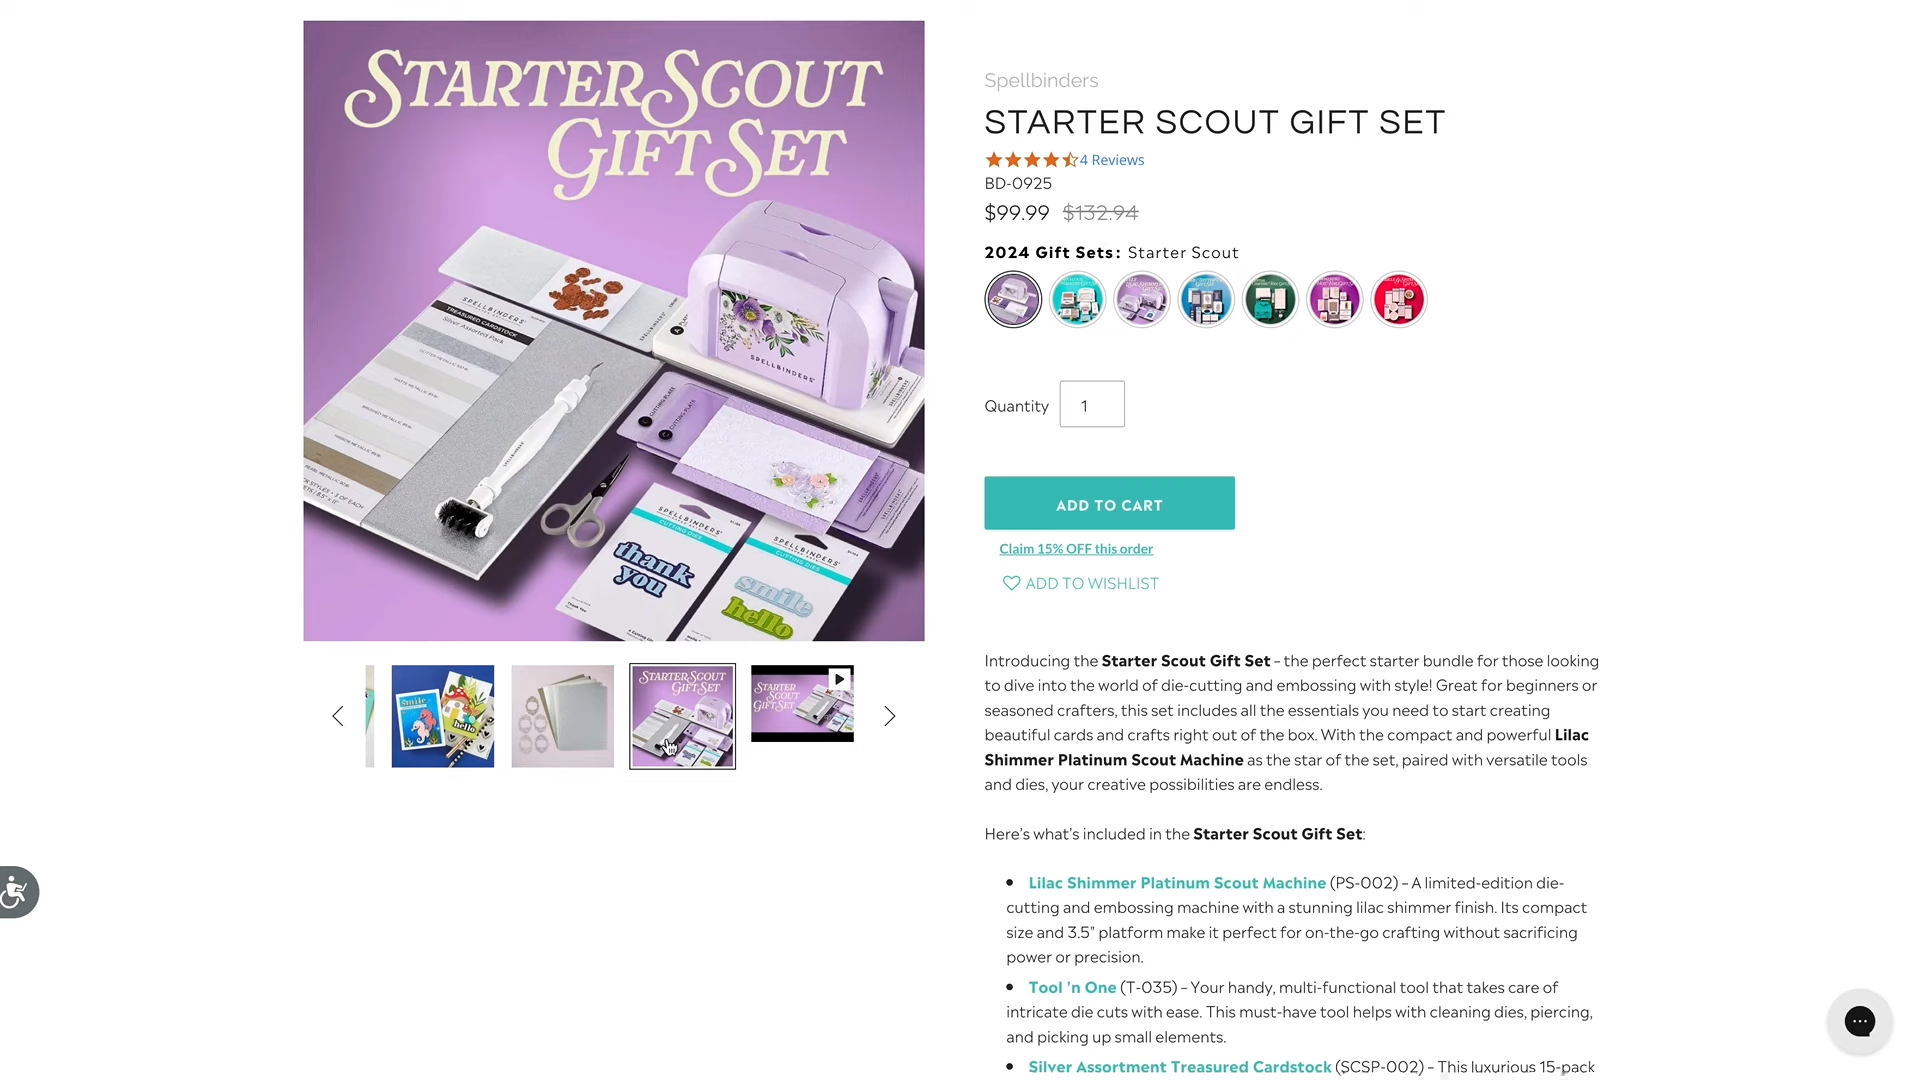 STARTER SCOUT
GIFT SET
SPELLBINDERS
TREASURED CARDSTOCK
Silver Assorted Pack
SPELLBINDERS
CUTTING PLATE
CUTTING PLATE
SPELLBINDERS
CUTTING DIES
thank
you
SPELLBINDERS
CUTTING DIES
smile
hello
STARTER SCOUT
GIFT SET
smile
hello
Spellbinders
STARTER SCOUT GIFT SET
4 Reviews
BD-0925
$99.99 $132.94
2024 Gift Sets: Starter Scout
Quantity 1
ADD TO CART
Claim 15% OFF this order
ADD TO WISHLIST
Introducing the Starter Scout Gift Set – the perfect starter bundle for those looking
to dive into the world of die-cutting and embossing with style! Great for beginners or
seasoned crafters, this set includes all the essentials you need to start creating
beautiful cards and crafts right out of the box. With the compact and powerful Lilac
Shimmer Platinum Scout Machine as the star of the set, paired with versatile tools
and dies, your creative possibilities are endless.
Here's what's included in the Starter Scout Gift Set:
• Lilac Shimmer Platinum Scout Machine (PS-002) – A limited-edition die-
cutting and embossing machine with a stunning lilac shimmer finish. Its compact
size and 3.5" platform make it perfect for on-the-go crafting without sacrificing
power or precision.
• Tool 'n One (T-035) – Your handy, multi-functional tool that takes care of
intricate die cuts with ease. This must-have tool helps with cleaning dies, piercing,
and picking up small elements.
• Silver Assortment Treasured Cardstock (SCSP-002) – This luxurious 15-pack